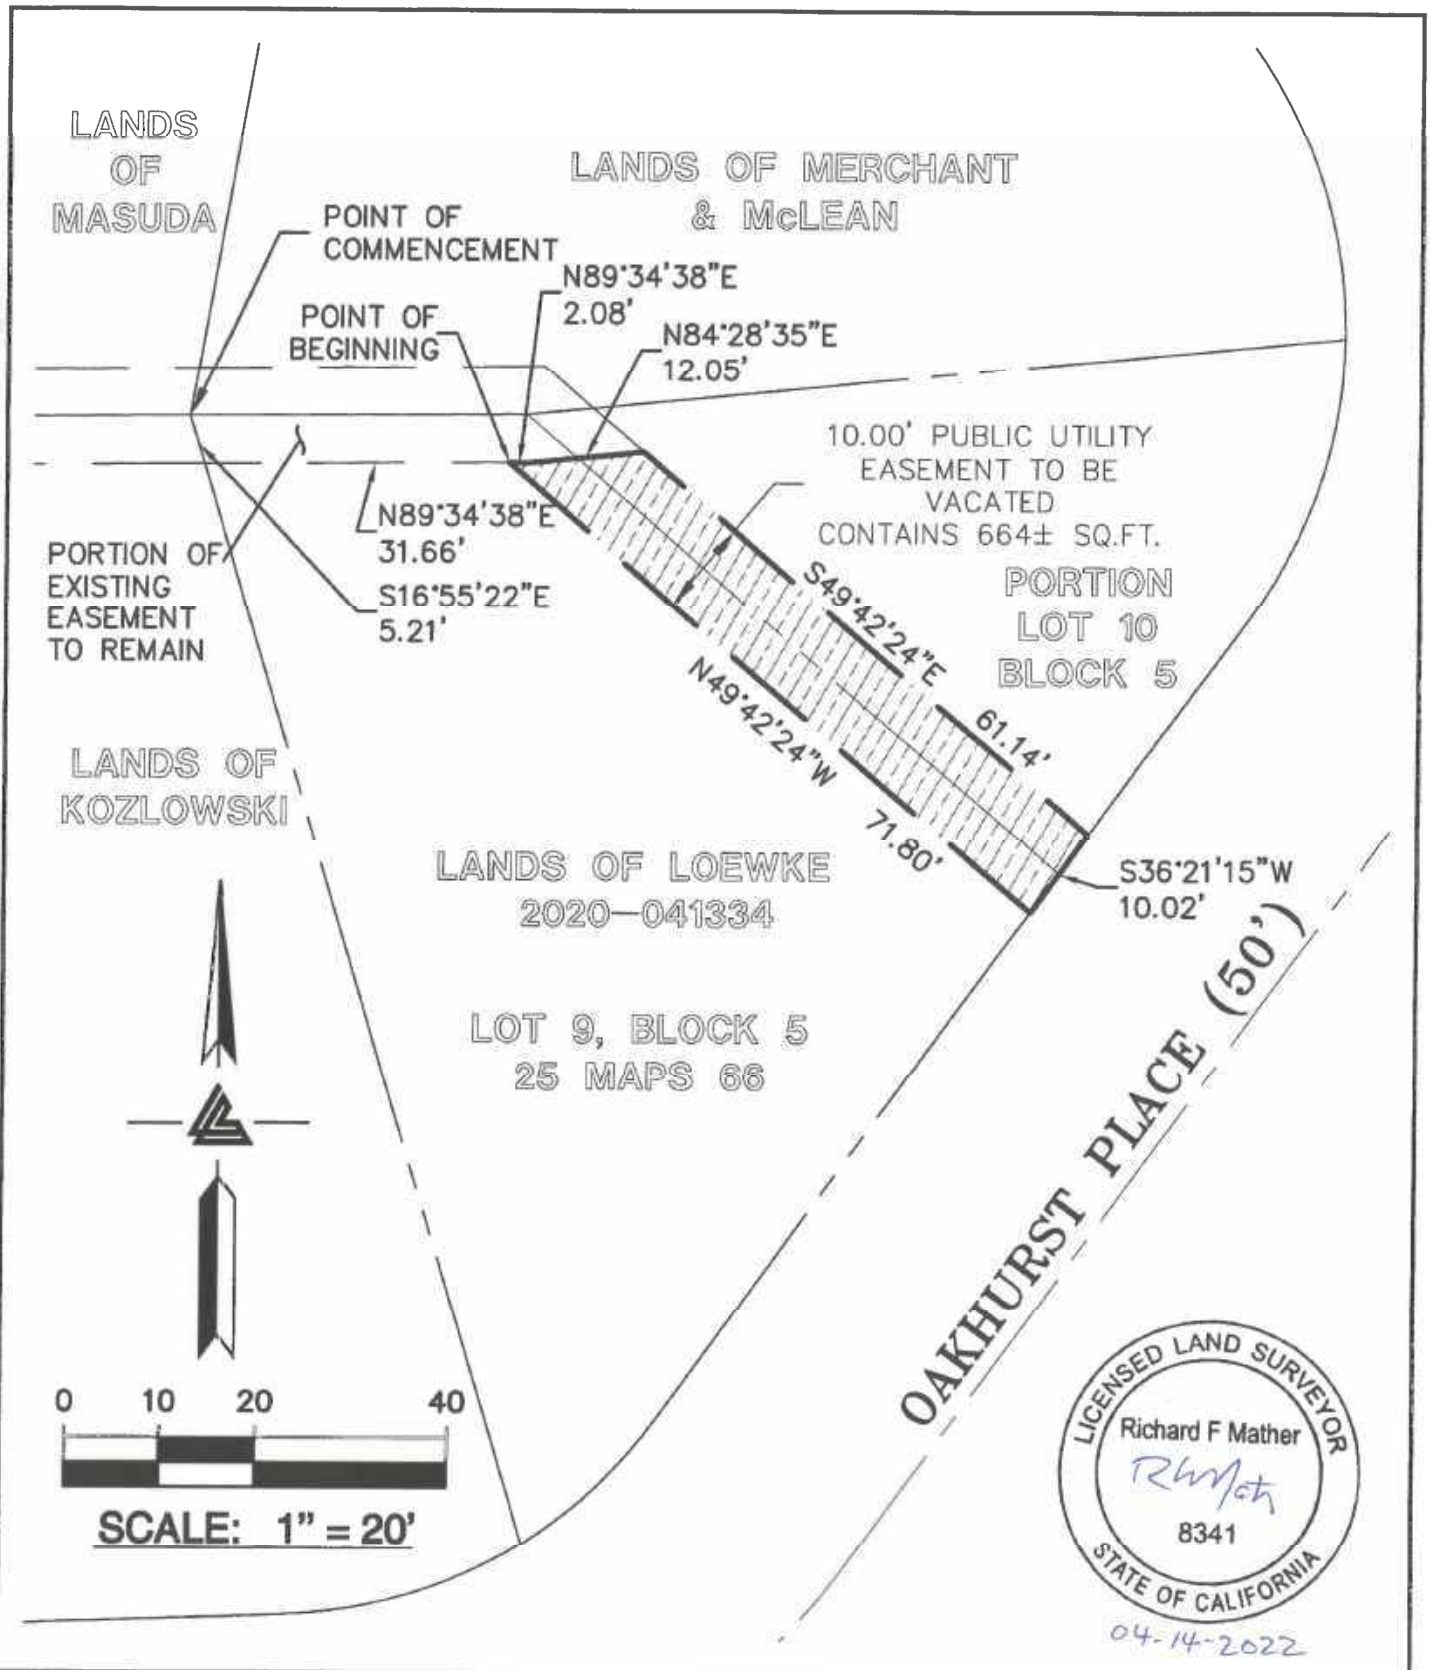 LANDS
OF
MASUDA
LANDS OF MERCHANT
& McLEAN
POINT OF
COMMENCEMENT
N89°34'38"E
2.08'
POINT OF
BEGINNING
N84°28'35"E
12.05'
10.00' PUBLIC UTILITY
EASEMENT TO BE
VACATED
CONTAINS 664± SQ.FT.
N89°34'38"E
31.66'
PORTION OF
EXISTING
EASEMENT
TO REMAIN
S16°55'22"E
5.21'
S49°42'24"E
61.14'
PORTION
LOT 10
BLOCK 5
N49°42'24"W
71.80'
LANDS OF
KOZLOWSKI
LANDS OF LOEWKE
2020-041334
S36°21'15"W
10.02'
LOT 9, BLOCK 5
25 MAPS 66
OAKHURST PLACE (50')
0 10 20 40
SCALE: 1" = 20'
LICENSED LAND SURVEYOR
Richard F Mather
8341
STATE OF CALIFORNIA
04-14-2022